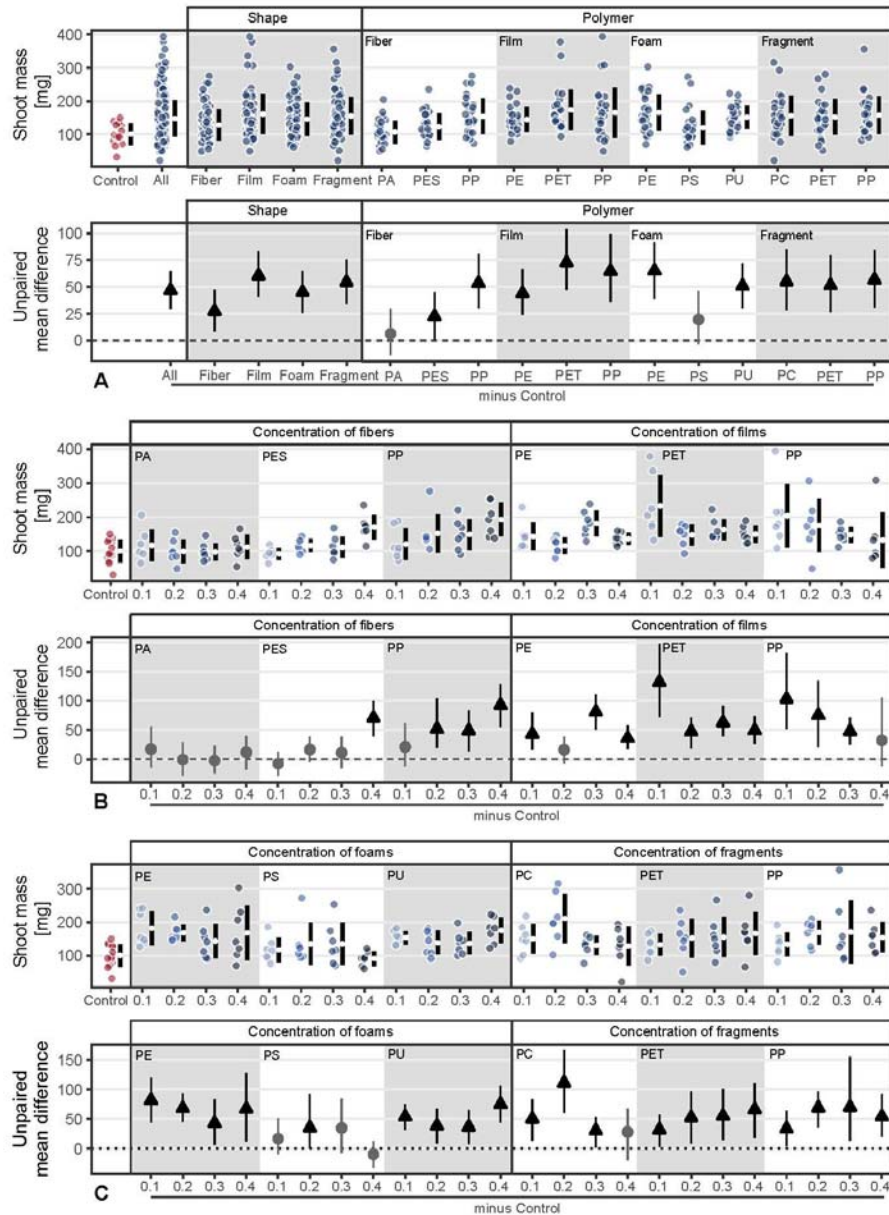 Shape Polymer
Shoot mass
[mg]
400
300
200
100
Fiber Film Foam Fragment
Control All Fiber Film Foam Fragment PA PES PP PE PET PP PE PS PU PC PET PP
Shape Polymer
Unpaired
mean difference
100
75
50
25
0
Fiber Film Foam Fragment
All Fiber Film Foam Fragment PA PES PP PE PET PP PE PS PU PC PET PP
A
minus Control
Concentration of fibers Concentration of films
Shoot mass
[mg]
400
300
200
100
PA PES PP PE PET PP
Control 0.1 0.2 0.3 0.4 0.1 0.2 0.3 0.4 0.1 0.2 0.3 0.4 0.1 0.2 0.3 0.4 0.1 0.2 0.3 0.4 0.1 0.2 0.3 0.4
Concentration of fibers Concentration of films
Unpaired
mean difference
200
150
100
50
0
PA PES PP PE PET PP
0.1 0.2 0.3 0.4 0.1 0.2 0.3 0.4 0.1 0.2 0.3 0.4 0.1 0.2 0.3 0.4 0.1 0.2 0.3 0.4 0.1 0.2 0.3 0.4
B
minus Control
Concentration of foams Concentration of fragments
Shoot mass
[mg]
300
200
100
PE PS PU PC PET PP
Control 0.1 0.2 0.3 0.4 0.1 0.2 0.3 0.4 0.1 0.2 0.3 0.4 0.1 0.2 0.3 0.4 0.1 0.2 0.3 0.4 0.1 0.2 0.3 0.4
Concentration of foams Concentration of fragments
Unpaired
mean difference
150
100
50
0
PE PS PU PC PET PP
0.1 0.2 0.3 0.4 0.1 0.2 0.3 0.4 0.1 0.2 0.3 0.4 0.1 0.2 0.3 0.4 0.1 0.2 0.3 0.4 0.1 0.2 0.3 0.4
C
minus Control